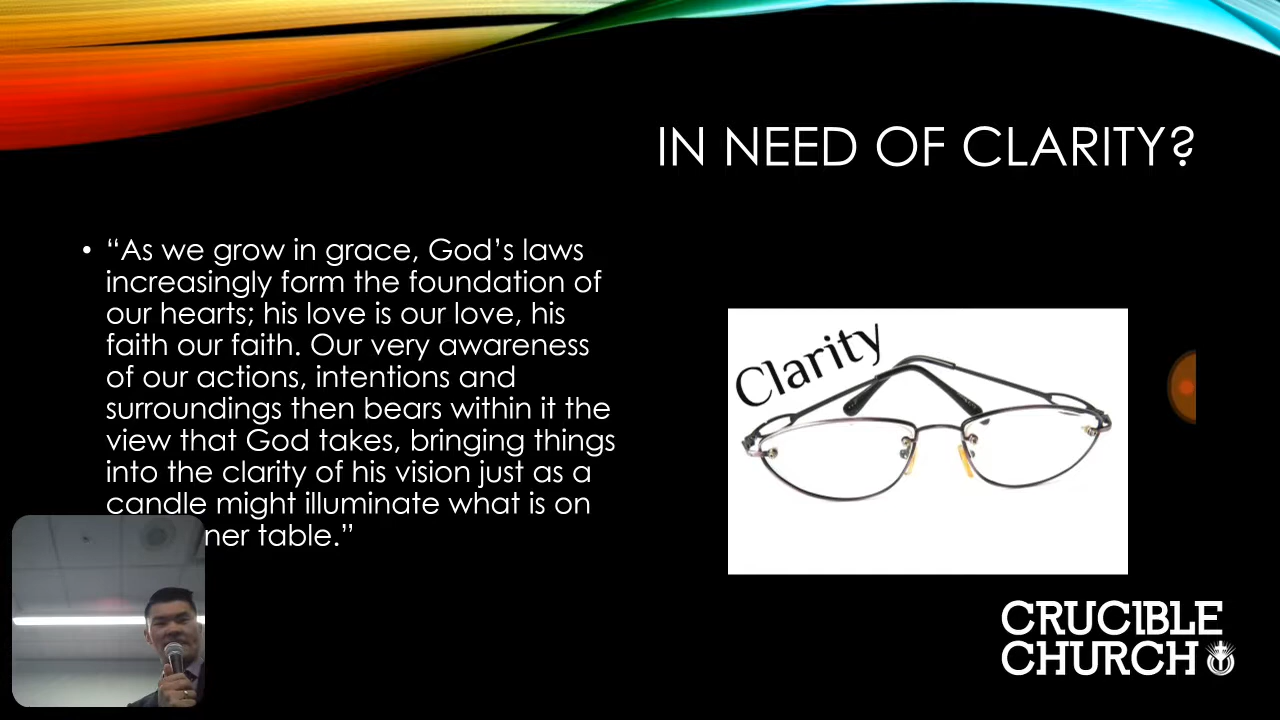 IN NEED OF CLARITY?
• “As we grow in grace, God’s laws
increasingly form the foundation of
our hearts; his love is our love, his
faith our faith. Our very awareness
of our actions, intentions and
surroundings then bears within it the
view that God takes, bringing things
into the clarity of his vision just as a
candle might illuminate what is on
table.”
Clarity
CRUCIBLE
CHURCH